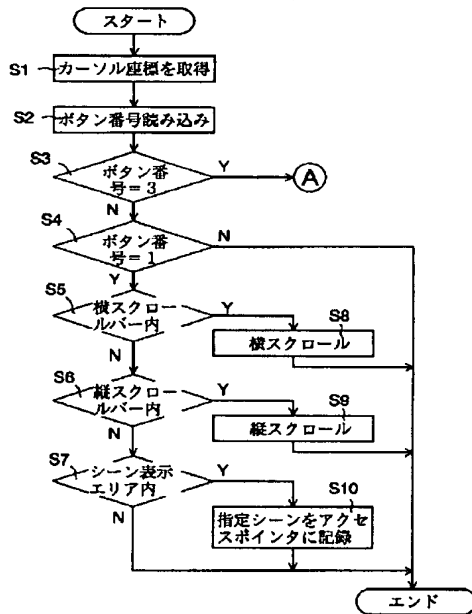 スタート
S1
カーソル座標を取得
S2
ボタン番号読み込み
S3
ボタン番
号=3
Y
A
N
S4
ボタン番
号=1
N
Y
S5
横スクロー
ルバー内
Y
S8
横スクロール
N
S6
縦スクロー
ルバー内
Y
S9
縦スクロール
N
S7
シーン表示
エリア内
Y
S10
指定シーンをアクセ
スポインタに記録
N
エンド